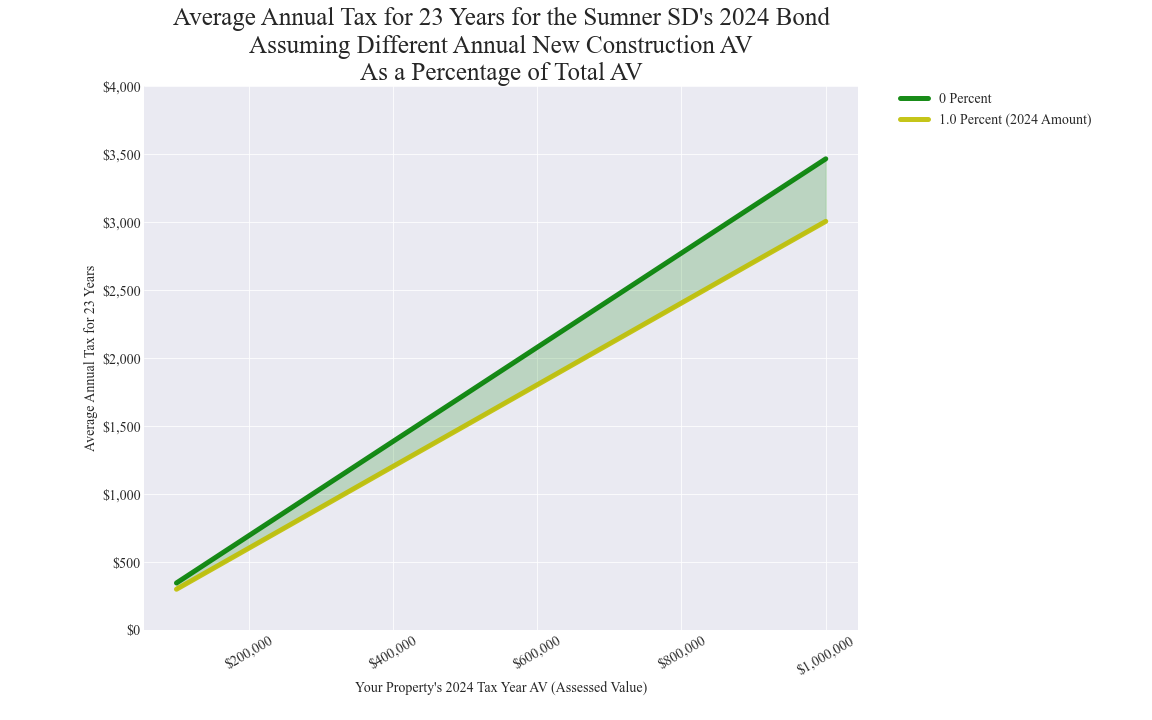 Average Annual Tax for 23 Years for the Sumner SD's 2024 Bond
Assuming Different Annual New Construction AV
As a Percentage of Total AV
0 Percent
1.0 Percent (2024 Amount)
Average Annual Tax for 23 Years
$4,000
$3,500
$3,000
$2,500
$2,000
$1,500
$1,000
$500
$0
$200,000
$400,000
$600,000
$800,000
$1,000,000
Your Property's 2024 Tax Year AV (Assessed Value)